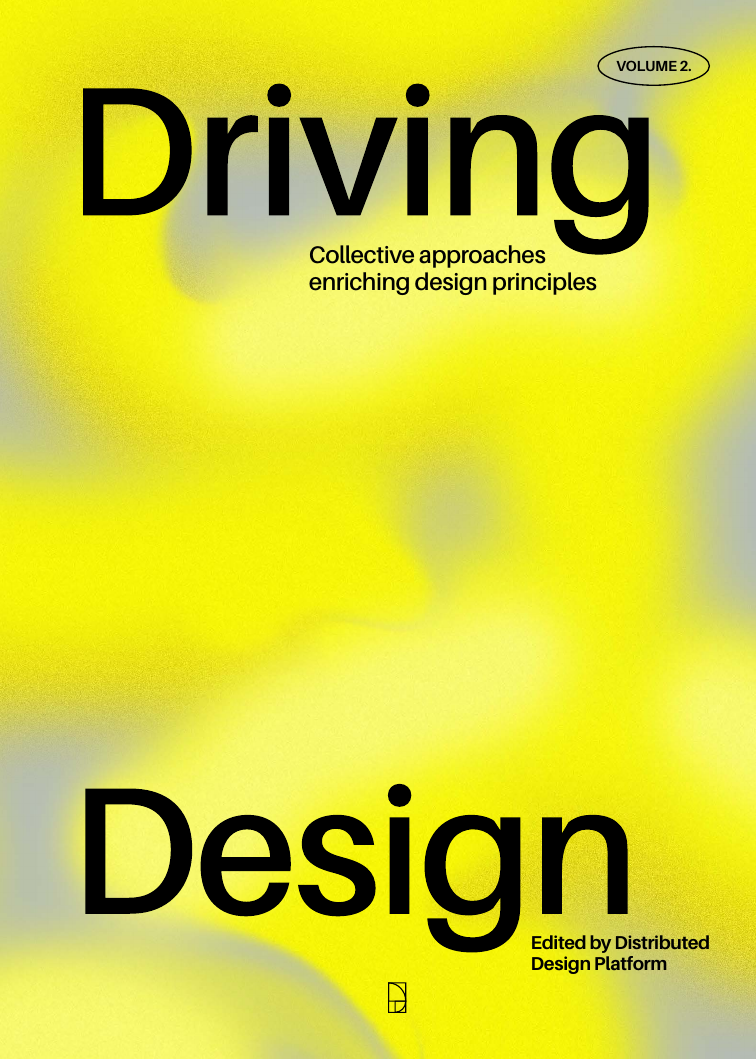 VOLUME 2.
Driving
Collective approaches
enriching design principles
Design
Edited by Distributed
Design Platform